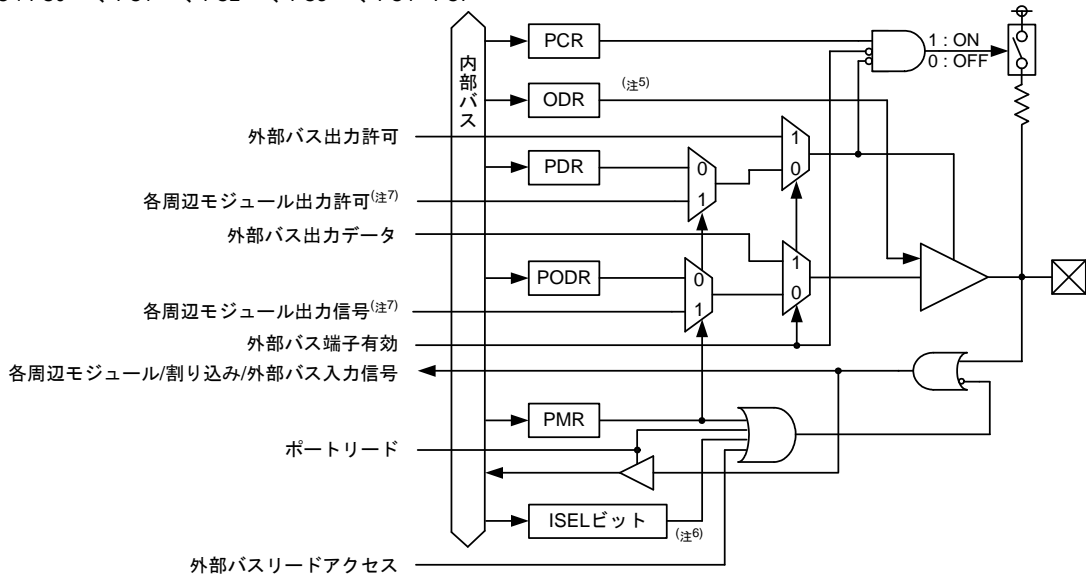 PCR
1 : ON
0 : OFF
内部バス
ODR
(注5)
外部バス出力許可
1
0
PDR
0
1
各周辺モジュール出力許可(注7)
外部バス出力データ
1
0
PODR
0
1
各周辺モジュール出力信号(注7)
外部バス端子有効
各周辺モジュール/割り込み/外部バス入力信号
PMR
ポートリード
ISELビット
(注6)
外部バスリードアクセス